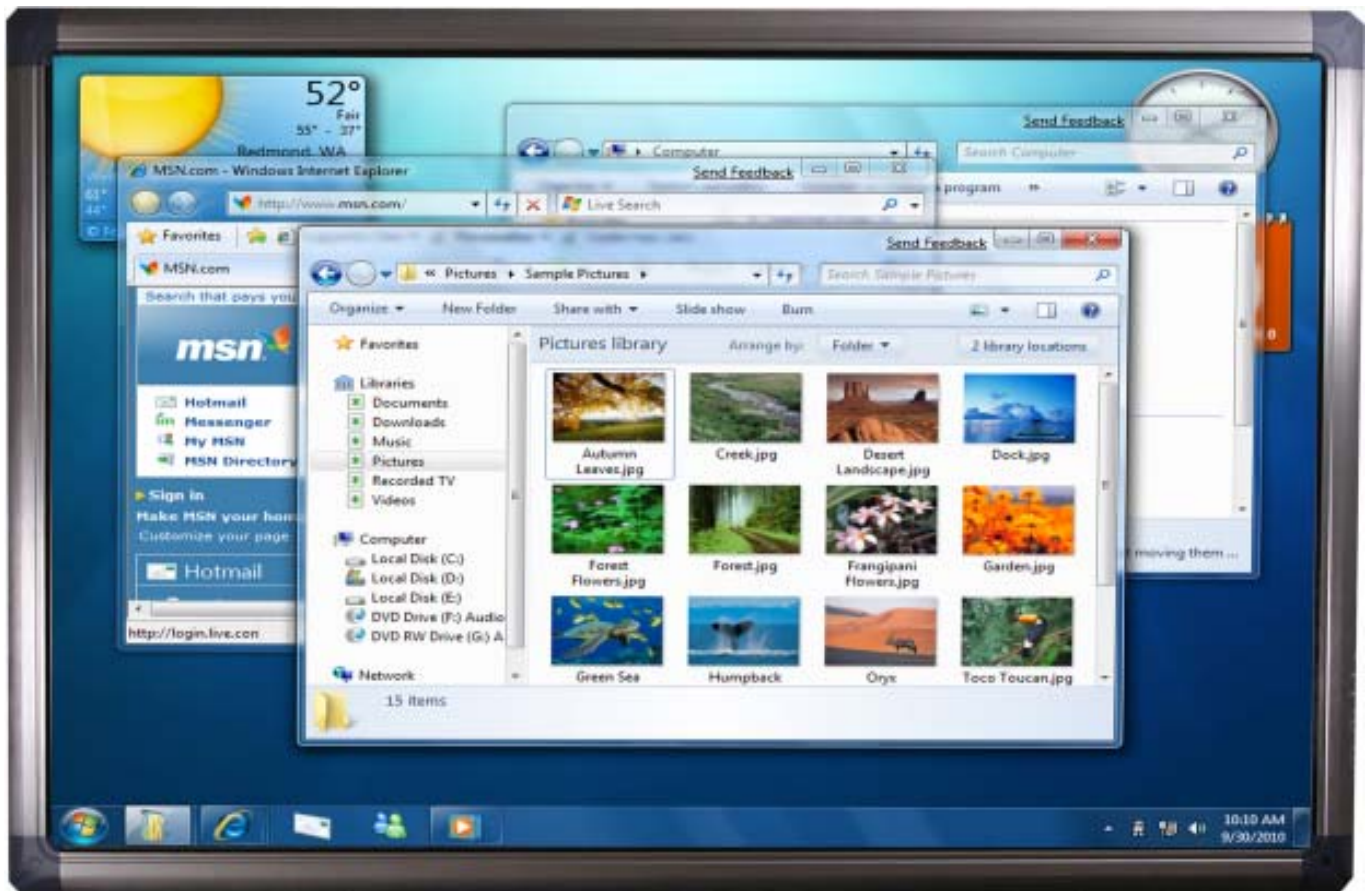 52°
Fair
55° - 37°
Redmond, WA
61°
44°
Send Feedback
Computer
Search Computer
program »
MSN.com - Windows Internet Explorer
Send Feedback
http://www.msn.com/
Live Search
Favorites
MSN.com
Search that pays you
msn
Hotmail
Messenger
My MSN
MSN Directory
Sign in
Make MSN your hom
Customize your page
Hotmail
http://login.live.con
Send Feedback
« Pictures Sample Pictures
Search Sample Pictures
Organize New Folder Share with Slide show Burn
Favorites
Libraries
Documents
Downloads
Music
Pictures
Recorded TV
Videos
Computer
Local Disk (C:)
Local Disk (D:)
Local Disk (E:)
DVD Drive (F:) Audio
DVD RW Drive (G:) A
Network
Pictures library
Arrange by: Folder
2 library locations
Autumn
Leaves.jpg
Creek.jpg
Desert
Landscape.jpg
Dock.jpg
Forest
Flowers.jpg
Forest.jpg
Frangipani
Flowers.jpg
Garden.jpg
Green Sea
Humpback
Oryx
Toco Toucan.jpg
15 items
moving them ...
10:10 AM
9/30/2010